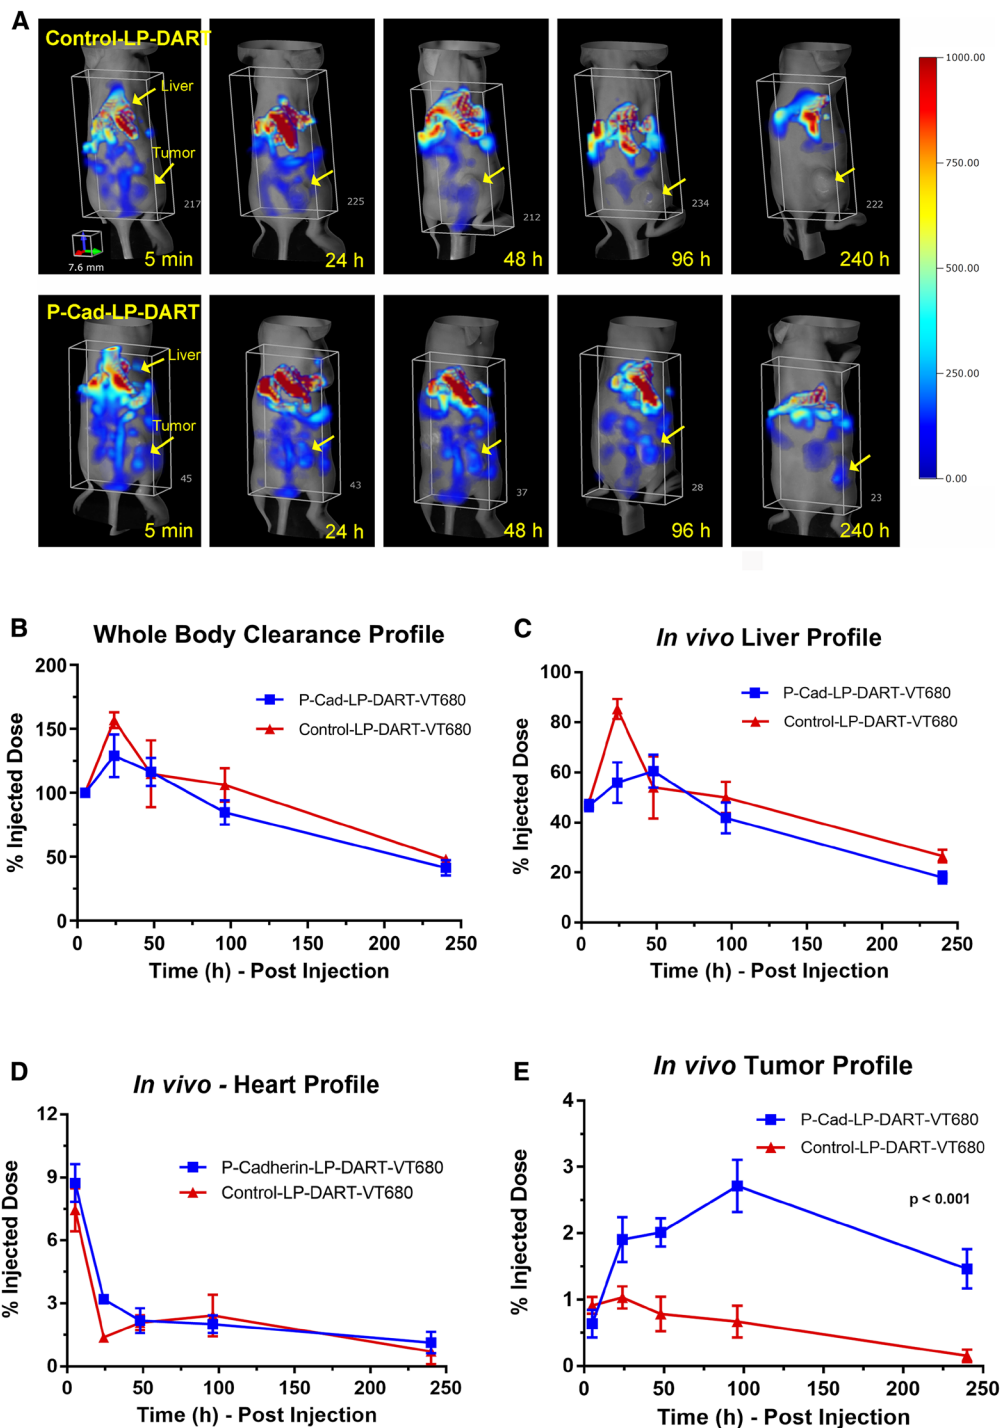 A
Control-LP-DART
Liver
Tumor
217
7.6 mm
5 min
225
24 h
212
48 h
234
96 h
222
240 h
1000.00
750.00
500.00
250.00
0.00
P-Cad-LP-DART
Liver
Tumor
45
5 min
43
24 h
37
48 h
28
96 h
23
240 h
B
Whole Body Clearance Profile
% Injected Dose
200
150
100
50
0
P-Cad-LP-DART-VT680
Control-LP-DART-VT680
0 50 100 150 200 250
Time (h) - Post Injection
C
In vivo Liver Profile
% Injected Dose
100
80
60
40
20
0
P-Cad-LP-DART-VT680
Control-LP-DART-VT680
0 50 100 150 200 250
Time (h) - Post Injection
D
In vivo - Heart Profile
% Injected Dose
12
9
6
3
0
P-Cadherin-LP-DART-VT680
Control-LP-DART-VT680
0 50 100 150 200 250
Time (h) - Post Injection
E
In vivo Tumor Profile
% Injected Dose
4
3
2
1
0
P-Cad-LP-DART-VT680
Control-LP-DART-VT680
p < 0.001
0 50 100 150 200 250
Time (h) - Post Injection